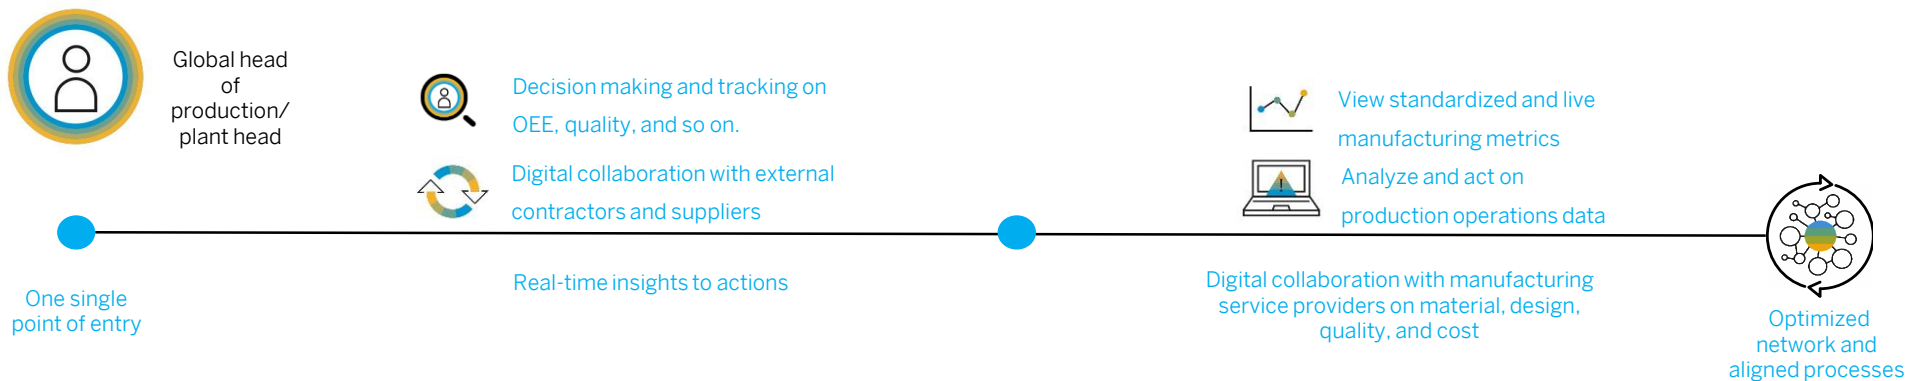 Global head
of
production/
plant head
Decision making and tracking on
OEE, quality, and so on.
Digital collaboration with external
contractors and suppliers
View standardized and live
manufacturing metrics
Analyze and act on
production operations data
One single
point of entry
Real-time insights to actions
Digital collaboration with manufacturing
service providers on material, design,
quality, and cost
Optimized
network and
aligned processes